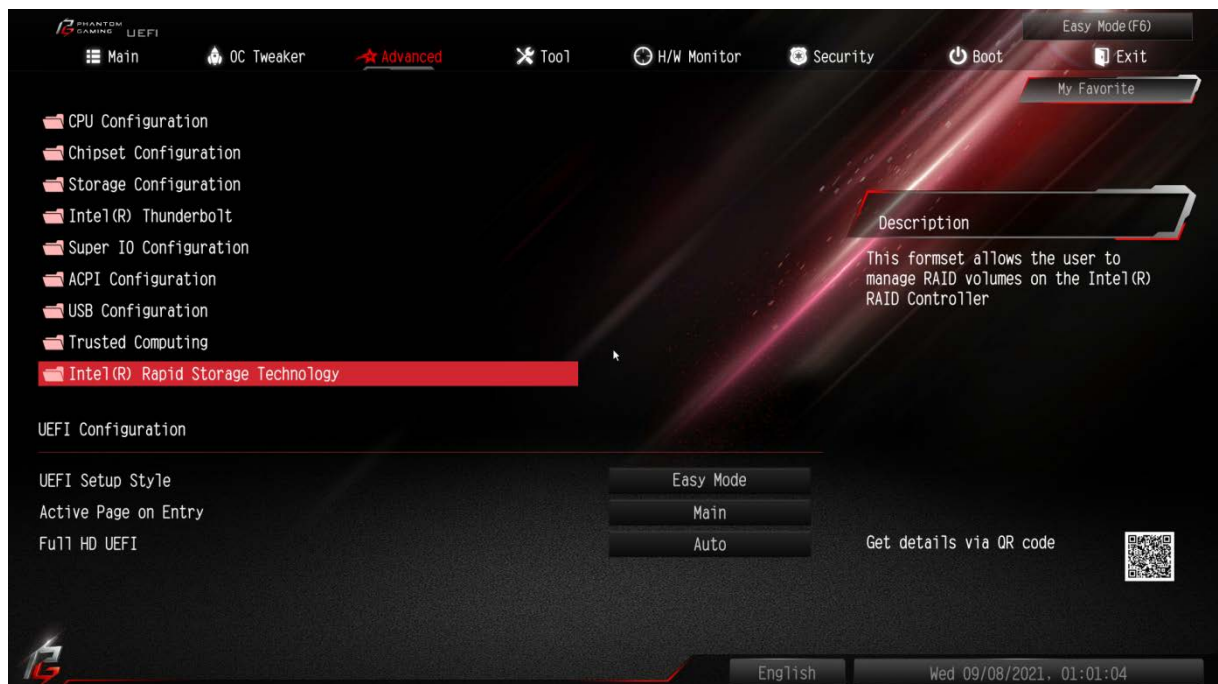 PHANTOM
GAMING UEFI
Easy Mode(F6)
Main OC Tweaker Advanced Tool H/W Monitor Security Boot Exit
My Favorite
CPU Configuration
Chipset Configuration
Storage Configuration
Intel(R) Thunderbolt
Super IO Configuration
ACPI Configuration
USB Configuration
Trusted Computing
Intel(R) Rapid Storage Technology
Description
This formset allows the user to
manage RAID volumes on the Intel(R)
RAID Controller
UEFI Configuration
UEFI Setup Style Easy Mode
Active Page on Entry Main
Full HD UEFI Auto
Get details via QR code
English Wed 09/08/2021, 01:01:04